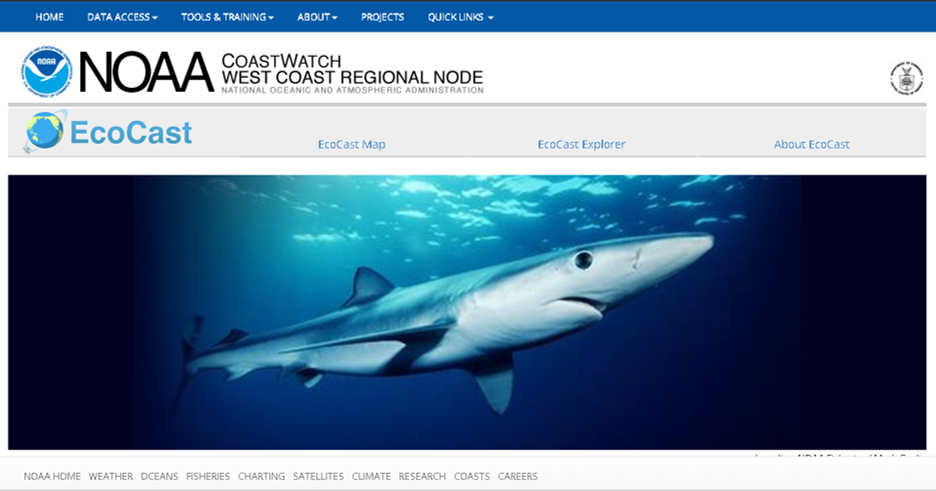 HOME DATA ACCESS TOOLS & TRAINING ABOUT PROJECTS QUICK LINKS
NOAA
NOAA COASTWATCH
WEST COAST REGIONAL NODE
NATIONAL OCEANIC AND ATMOSPHERIC ADMINISTRATION
EcoCast
EcoCast Map EcoCast Explorer About EcoCast
NOAA HOME WEATHER OCEANS FISHERIES CHARTING SATELLITES CLIMATE RESEARCH COASTS CAREERS